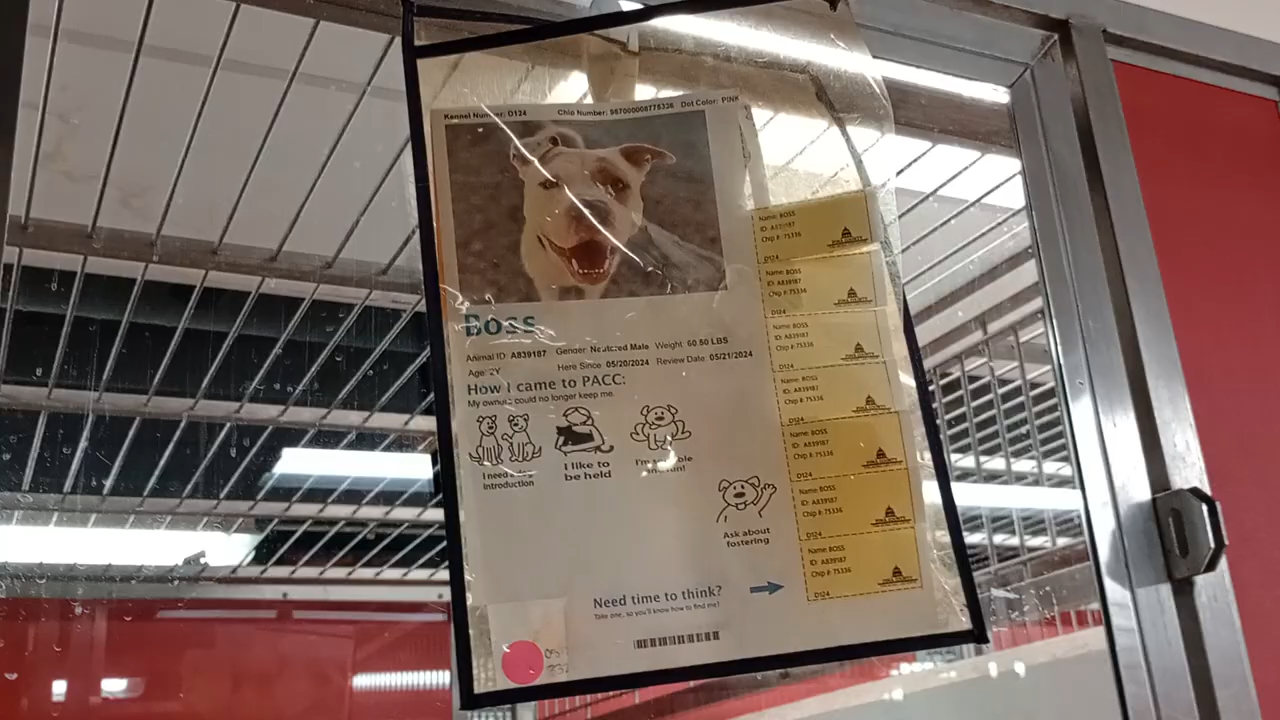 Kennel Number: D124 Chip Number: 987000008775336 Dot Color: PINK
Boss
Animal ID: A839187 Gender: Neutered Male Weight: 60.50 LBS
Age: 2Y Here Since: 05/20/2024 Review Date 05/21/2024
How I came to PACC:
My owners could no longer keep me.
I need dog
introduction
I like to
be held
I'm
fun!
Ask about
fostering
Need time to think?
Take one, so you'll know how to find me!
Name: BOSS
ID: A839187
Chip #: 75336
D124
Name: BOSS
ID: A839187
Chip #: 75336
D124
Name: BOSS
ID: A839187
Chip #: 75336
D124
Name: BOSS
ID: A839187
Chip #: 75336
D124
Name: BOSS
ID: A839187
Chip #: 75336
D124
Name: BOSS
ID: A839187
Chip #: 75336
D124
Name: BOSS
ID: A839187
Chip #: 75336
D124